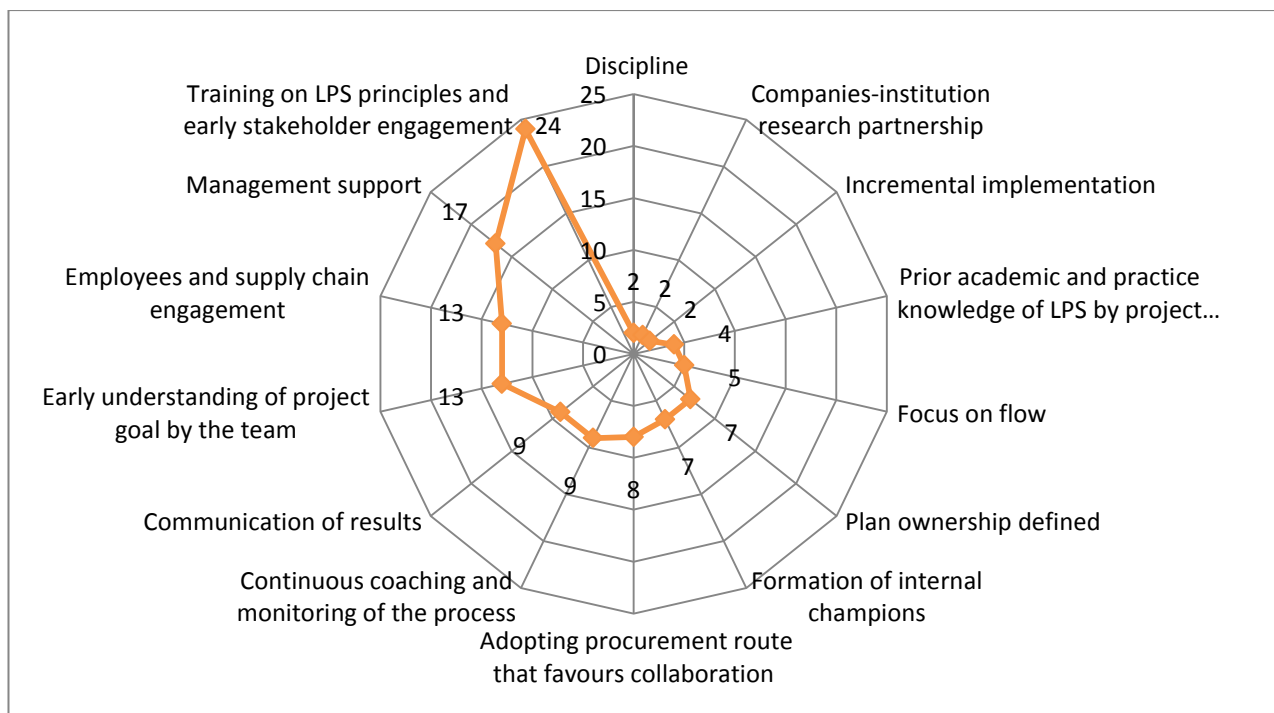 Discipline
Training on LPS principles and
early stakeholder engagement
Companies-institution
research partnership
Management support
Incremental implementation
Employees and supply chain
engagement
Prior academic and practice
knowledge of LPS by project...
Early understanding of project
goal by the team
Focus on flow
Communication of results
Plan ownership defined
Continuous coaching and
monitoring of the process
Formation of internal
champions
Adopting procurement route
that favours collaboration
25
20
15
10
5
0
2
2
2
4
5
7
7
8
9
9
13
13
17
24